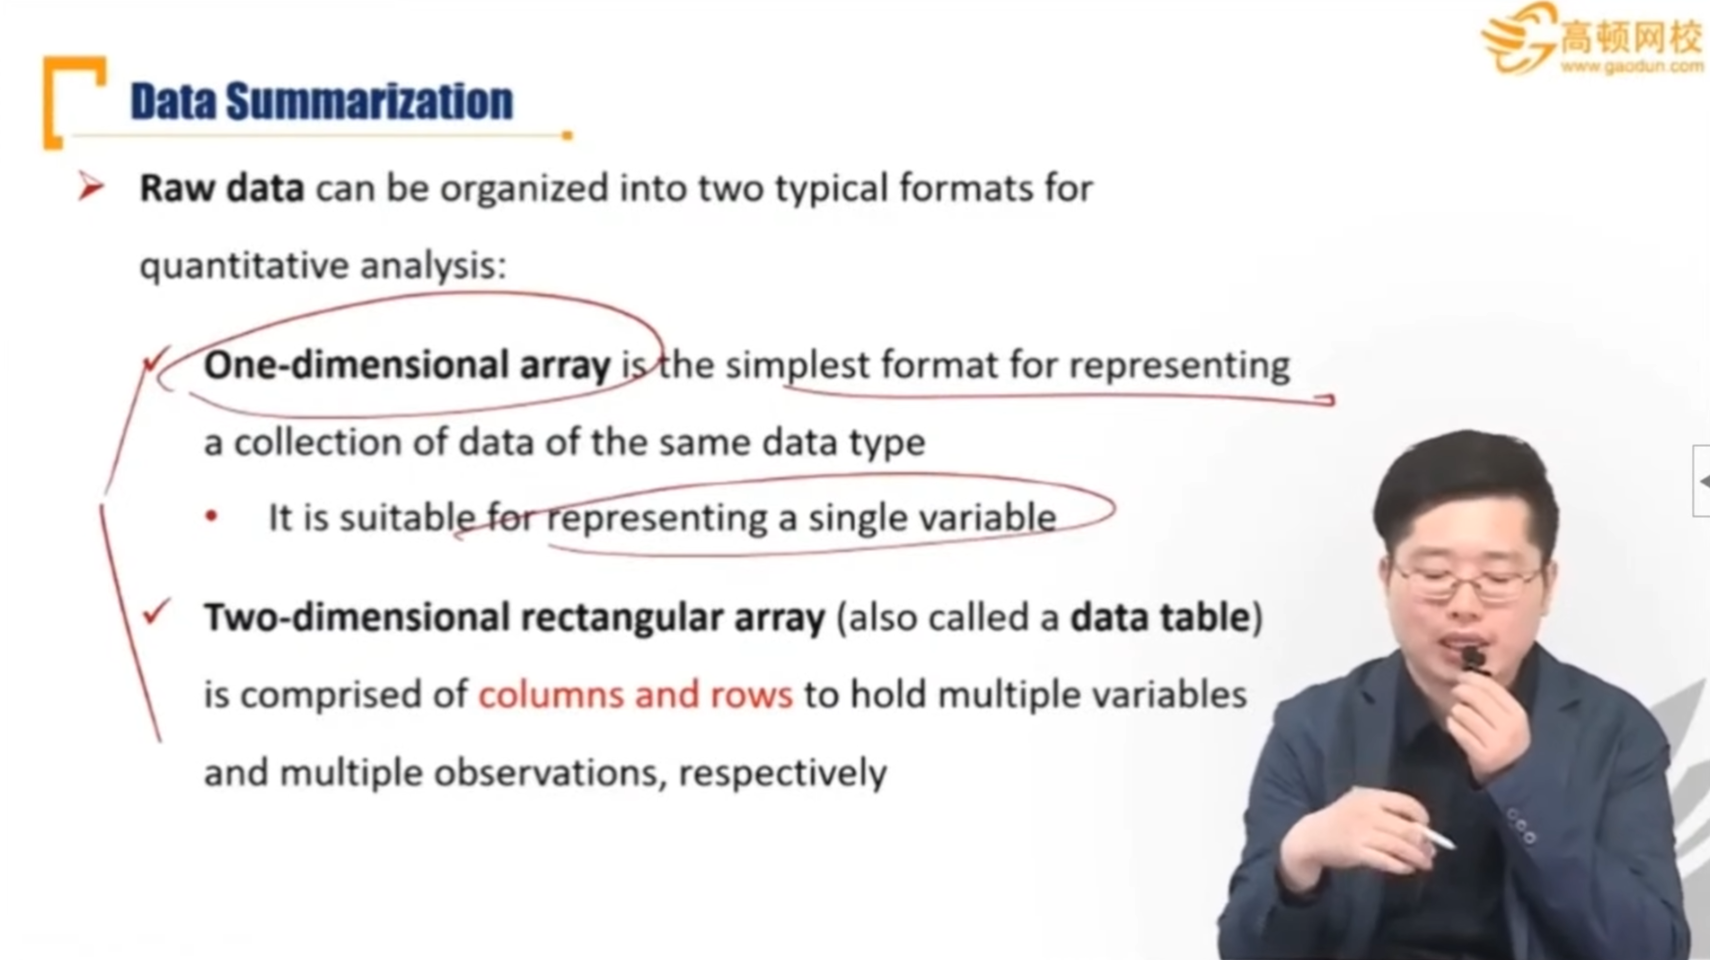 高顿网校
www.gaodun.com
Data Summarization
Raw data can be organized into two typical formats for
quantitative analysis:
One-dimensional array is the simplest format for representing
a collection of data of the same data type
It is suitable for representing a single variable
Two-dimensional rectangular array (also called a data table)
is comprised of columns and rows to hold multiple variables
and multiple observations, respectively